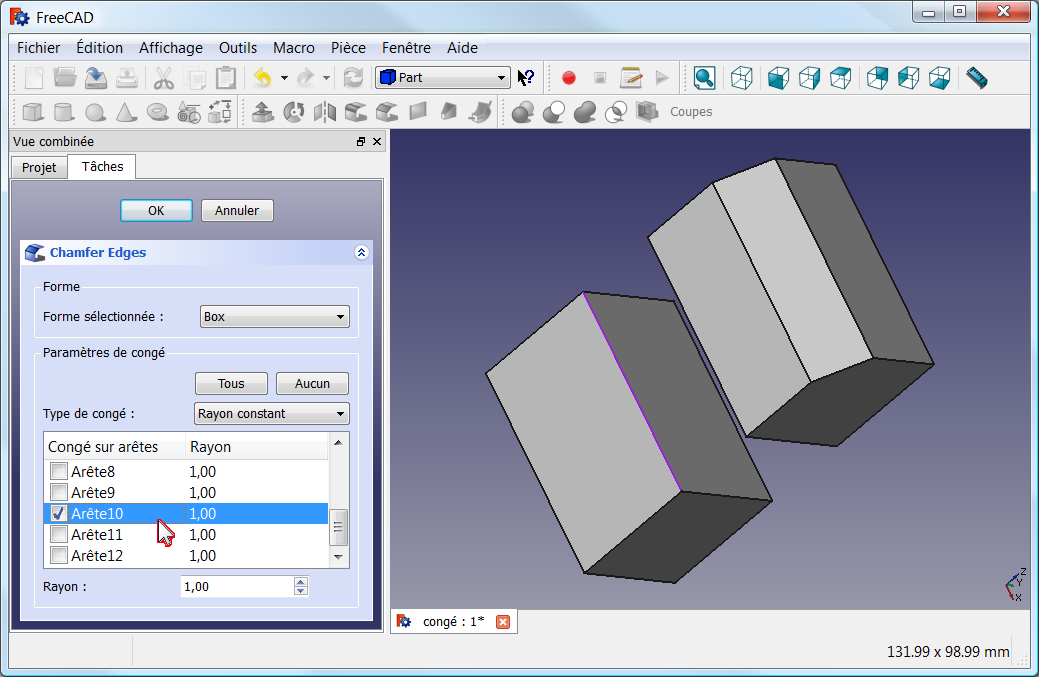 FreeCAD
Fichier Édition Affichage Outils Macro Pièce Fenêtre Aide
Part
Coupes
Vue combinée
Projet Tâches
OK Annuler
Chamfer Edges
Forme
Forme sélectionnée : Box
Paramètres de congé
Tous Aucun
Type de congé : Rayon constant
Congé sur arêtes Rayon
Arête8 1,00
Arête9 1,00
Arête10 1,00
Arête11 1,00
Arête12 1,00
Rayon : 1,00
Z
Y
X
congé : 1*
131.99 x 98.99 mm